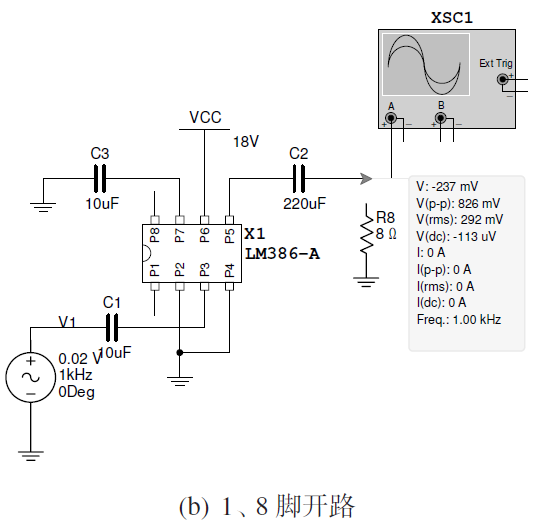 XSC1
Ext Trig
+
−
A
B
+ −
+ −
VCC
18V
C3
10uF
C2
220uF
V: -237 mV
V(p-p): 826 mV
V(rms): 292 mV
V(dc): -113 uV
I: 0 A
I(p-p): 0 A
I(rms): 0 A
I(dc): 0 A
Freq.: 1.00 kHz
R8
8 Ω
P8 P7 P6 P5
X1
LM386-A
P1 P2 P3 P4
C1
10uF
V1
+
0.02 V
1kHz
0Deg
−
(b) 1、8 脚开路